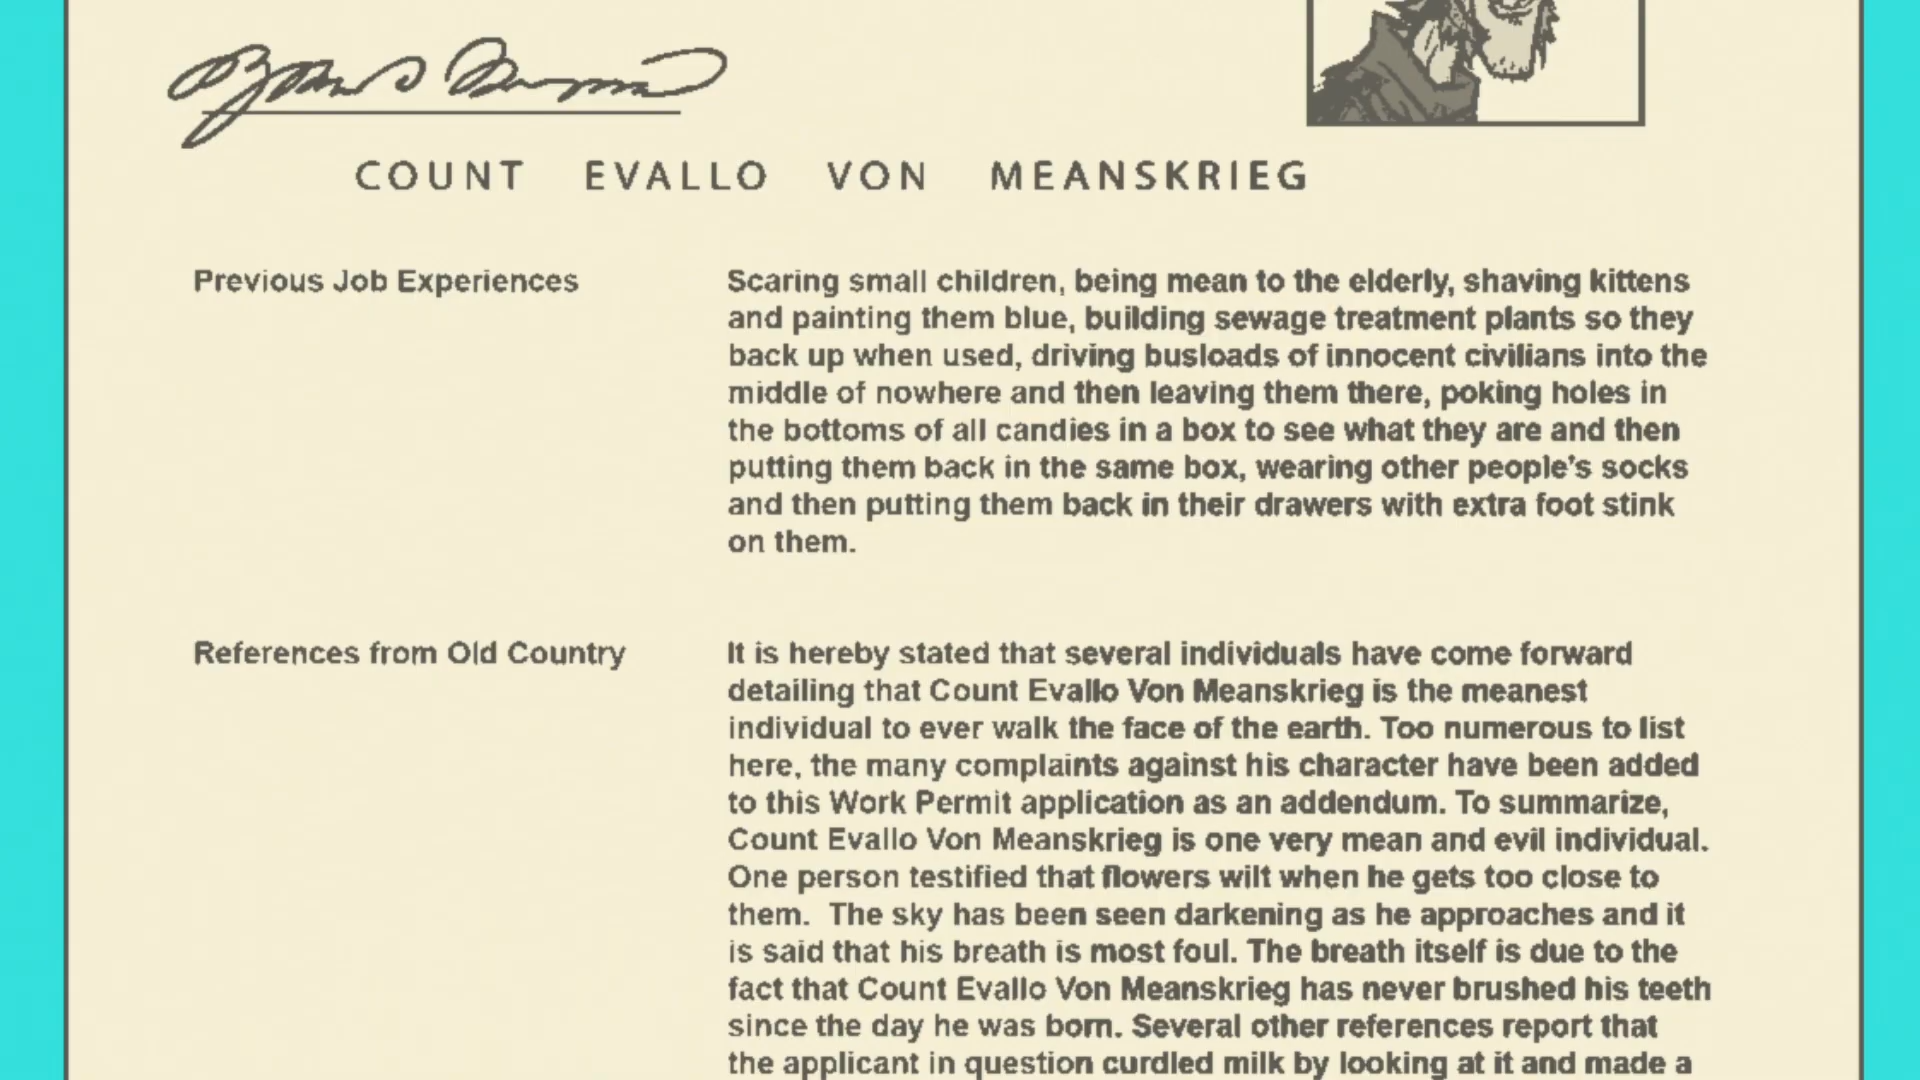 COUNT EVALLO VON MEANSKRIEG
Previous Job Experiences
Scaring small children, being mean to the elderly, shaving kittens
and painting them blue, building sewage treatment plants so they
back up when used, driving busloads of innocent civilians into the
middle of nowhere and then leaving them there, poking holes in
the bottoms of all candies in a box to see what they are and then
putting them back in the same box, wearing other people's socks
and then putting them back in their drawers with extra foot stink
on them.
References from Old Country
It is hereby stated that several individuals have come forward
detailing that Count Evallo Von Meanskrieg is the meanest
individual to ever walk the face of the earth. Too numerous to list
here, the many complaints against his character have been added
to this Work Permit application as an addendum. To summarize,
Count Evallo Von Meanskrieg is one very mean and evil individual.
One person testified that flowers wilt when he gets too close to
them. The sky has been seen darkening as he approaches and it
is said that his breath is most foul. The breath itself is due to the
fact that Count Evallo Von Meanskrieg has never brushed his teeth
since the day he was born. Several other references report that
the applicant in question curdled milk by looking at it and made a